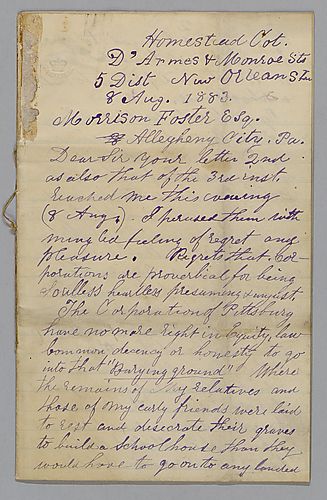 Homestead Cot.
D'Armes & Monroe Sts
5 Dist New Orleans La
8 Aug. 1883.
Morrison Foster Esq.
Allegheny City. Pa.
Dear Sir your letter 2nd
as also that of the 3rd inst.
reached me this evening
(8 Aug). I perused them with
mingled feeling of regret and
pleasure. Regrets that Cor-
porations are proverbical for being
Soulless heartless presuming & unjust.
The Corporation of Pittsburg
have no more right in Equity, law
common decency or honesty to go
into that "Burying ground" Where
the remains of My relatives and
those of My early friends were laid
to rest and disecrate their graves
to build a School house than they
would have to go on to any landed